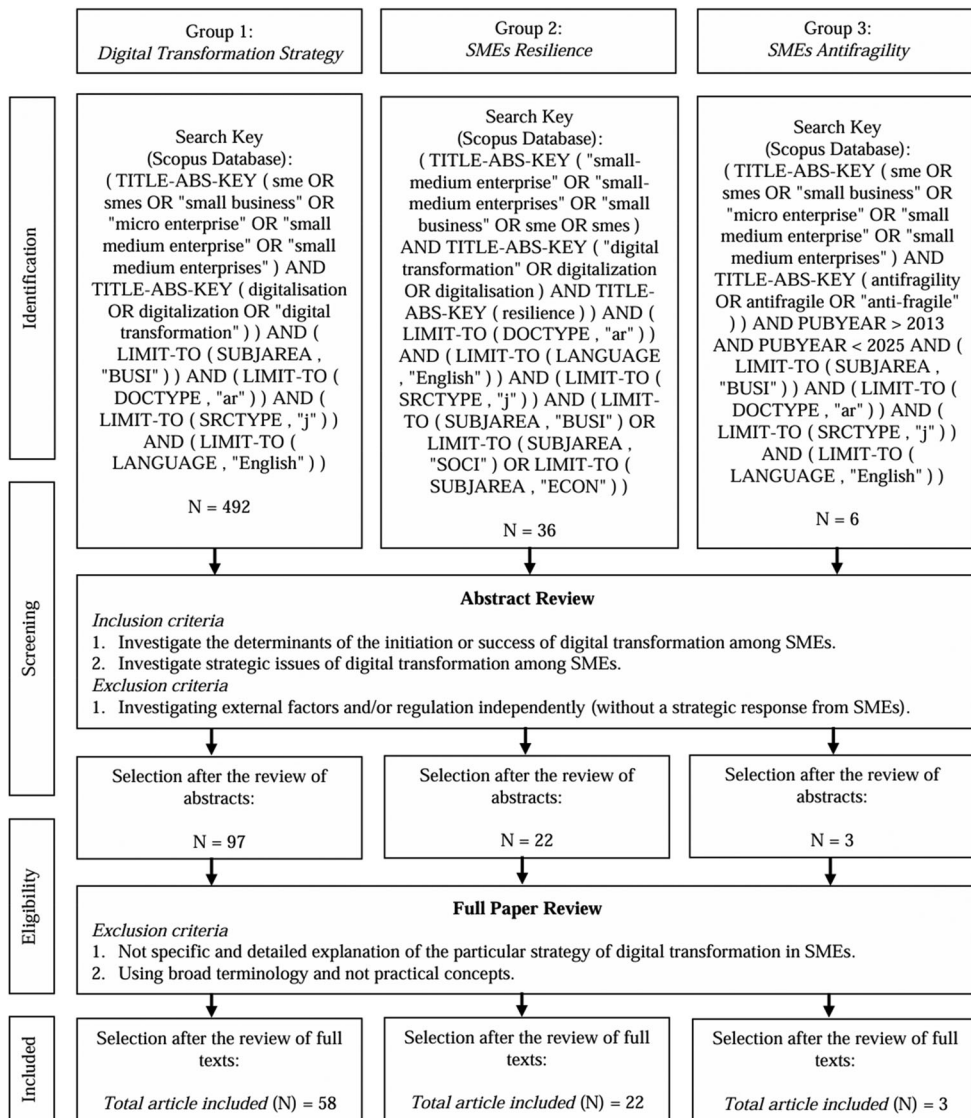 Group 1:
Digital Transformation Strategy
Group 2:
SMEs Resilience
Group 3:
SMEs Antifragility
Identification
Search Key
(Scopus Database):
( TITLE-ABS-KEY ( sme OR
smes OR "small business" OR
"micro enterprise" OR "small
medium enterprise" OR "small
medium enterprises" ) AND
TITLE-ABS-KEY ( digitalisation
OR digitalization OR "digital
transformation" ) ) AND (
LIMIT-TO ( SUBJAREA ,
"BUSI" ) ) AND ( LIMIT-TO (
DOCTYPE , "ar" ) ) AND (
LIMIT-TO ( SRCTYPE , "j" ) )
AND ( LIMIT-TO (
LANGUAGE , "English" ) )
N = 492
Search Key
(Scopus Database):
( TITLE-ABS-KEY ( "small-
medium enterprise" OR "small-
medium enterprises" OR "small
business" OR sme OR smes )
AND TITLE-ABS-KEY ( "digital
transformation" OR digitalization
OR digitalisation ) AND TITLE-
ABS-KEY ( resilience ) ) AND (
LIMIT-TO ( DOCTYPE , "ar" ) )
AND ( LIMIT-TO ( LANGUAGE
, "English" ) ) AND ( LIMIT-TO (
SRCTYPE , "j" ) ) AND ( LIMIT-
TO ( SUBJAREA , "BUSI" ) OR
LIMIT-TO ( SUBJAREA ,
"SOCI" ) OR LIMIT-TO (
SUBJAREA , "ECON" ) )
N = 36
Search Key
(Scopus Database):
( TITLE-ABS-KEY ( sme OR
smes OR "small business" OR
"micro enterprise" OR "small
medium enterprise" OR "small
medium enterprises" ) AND
TITLE-ABS-KEY ( antifragility
OR antifragile OR "anti-fragile"
) ) AND PUBYEAR > 2013
AND PUBYEAR < 2025 AND (
LIMIT-TO ( SUBJAREA ,
"BUSI" ) ) AND ( LIMIT-TO (
DOCTYPE , "ar" ) ) AND (
LIMIT-TO ( SRCTYPE , "j" ) )
AND ( LIMIT-TO (
LANGUAGE , "English" ) )
N = 6
Screening
Abstract Review
Inclusion criteria
1. Investigate the determinants of the initiation or success of digital transformation among SMEs.
2. Investigate strategic issues of digital transformation among SMEs.
Exclusion criteria
1. Investigating external factors and/or regulation independently (without a strategic response from SMEs).
Selection after the review of
abstracts:
N = 97
Selection after the review of
abstracts:
N = 22
Selection after the review of
abstracts:
N = 3
Eligibility
Full Paper Review
Exclusion criteria
1. Not specific and detailed explanation of the particular strategy of digital transformation in SMEs.
2. Using broad terminology and not practical concepts.
Included
Selection after the review of full
texts:
Total article included (N) = 58
Selection after the review of full
texts:
Total article included (N) = 22
Selection after the review of full
texts:
Total article included (N) = 3